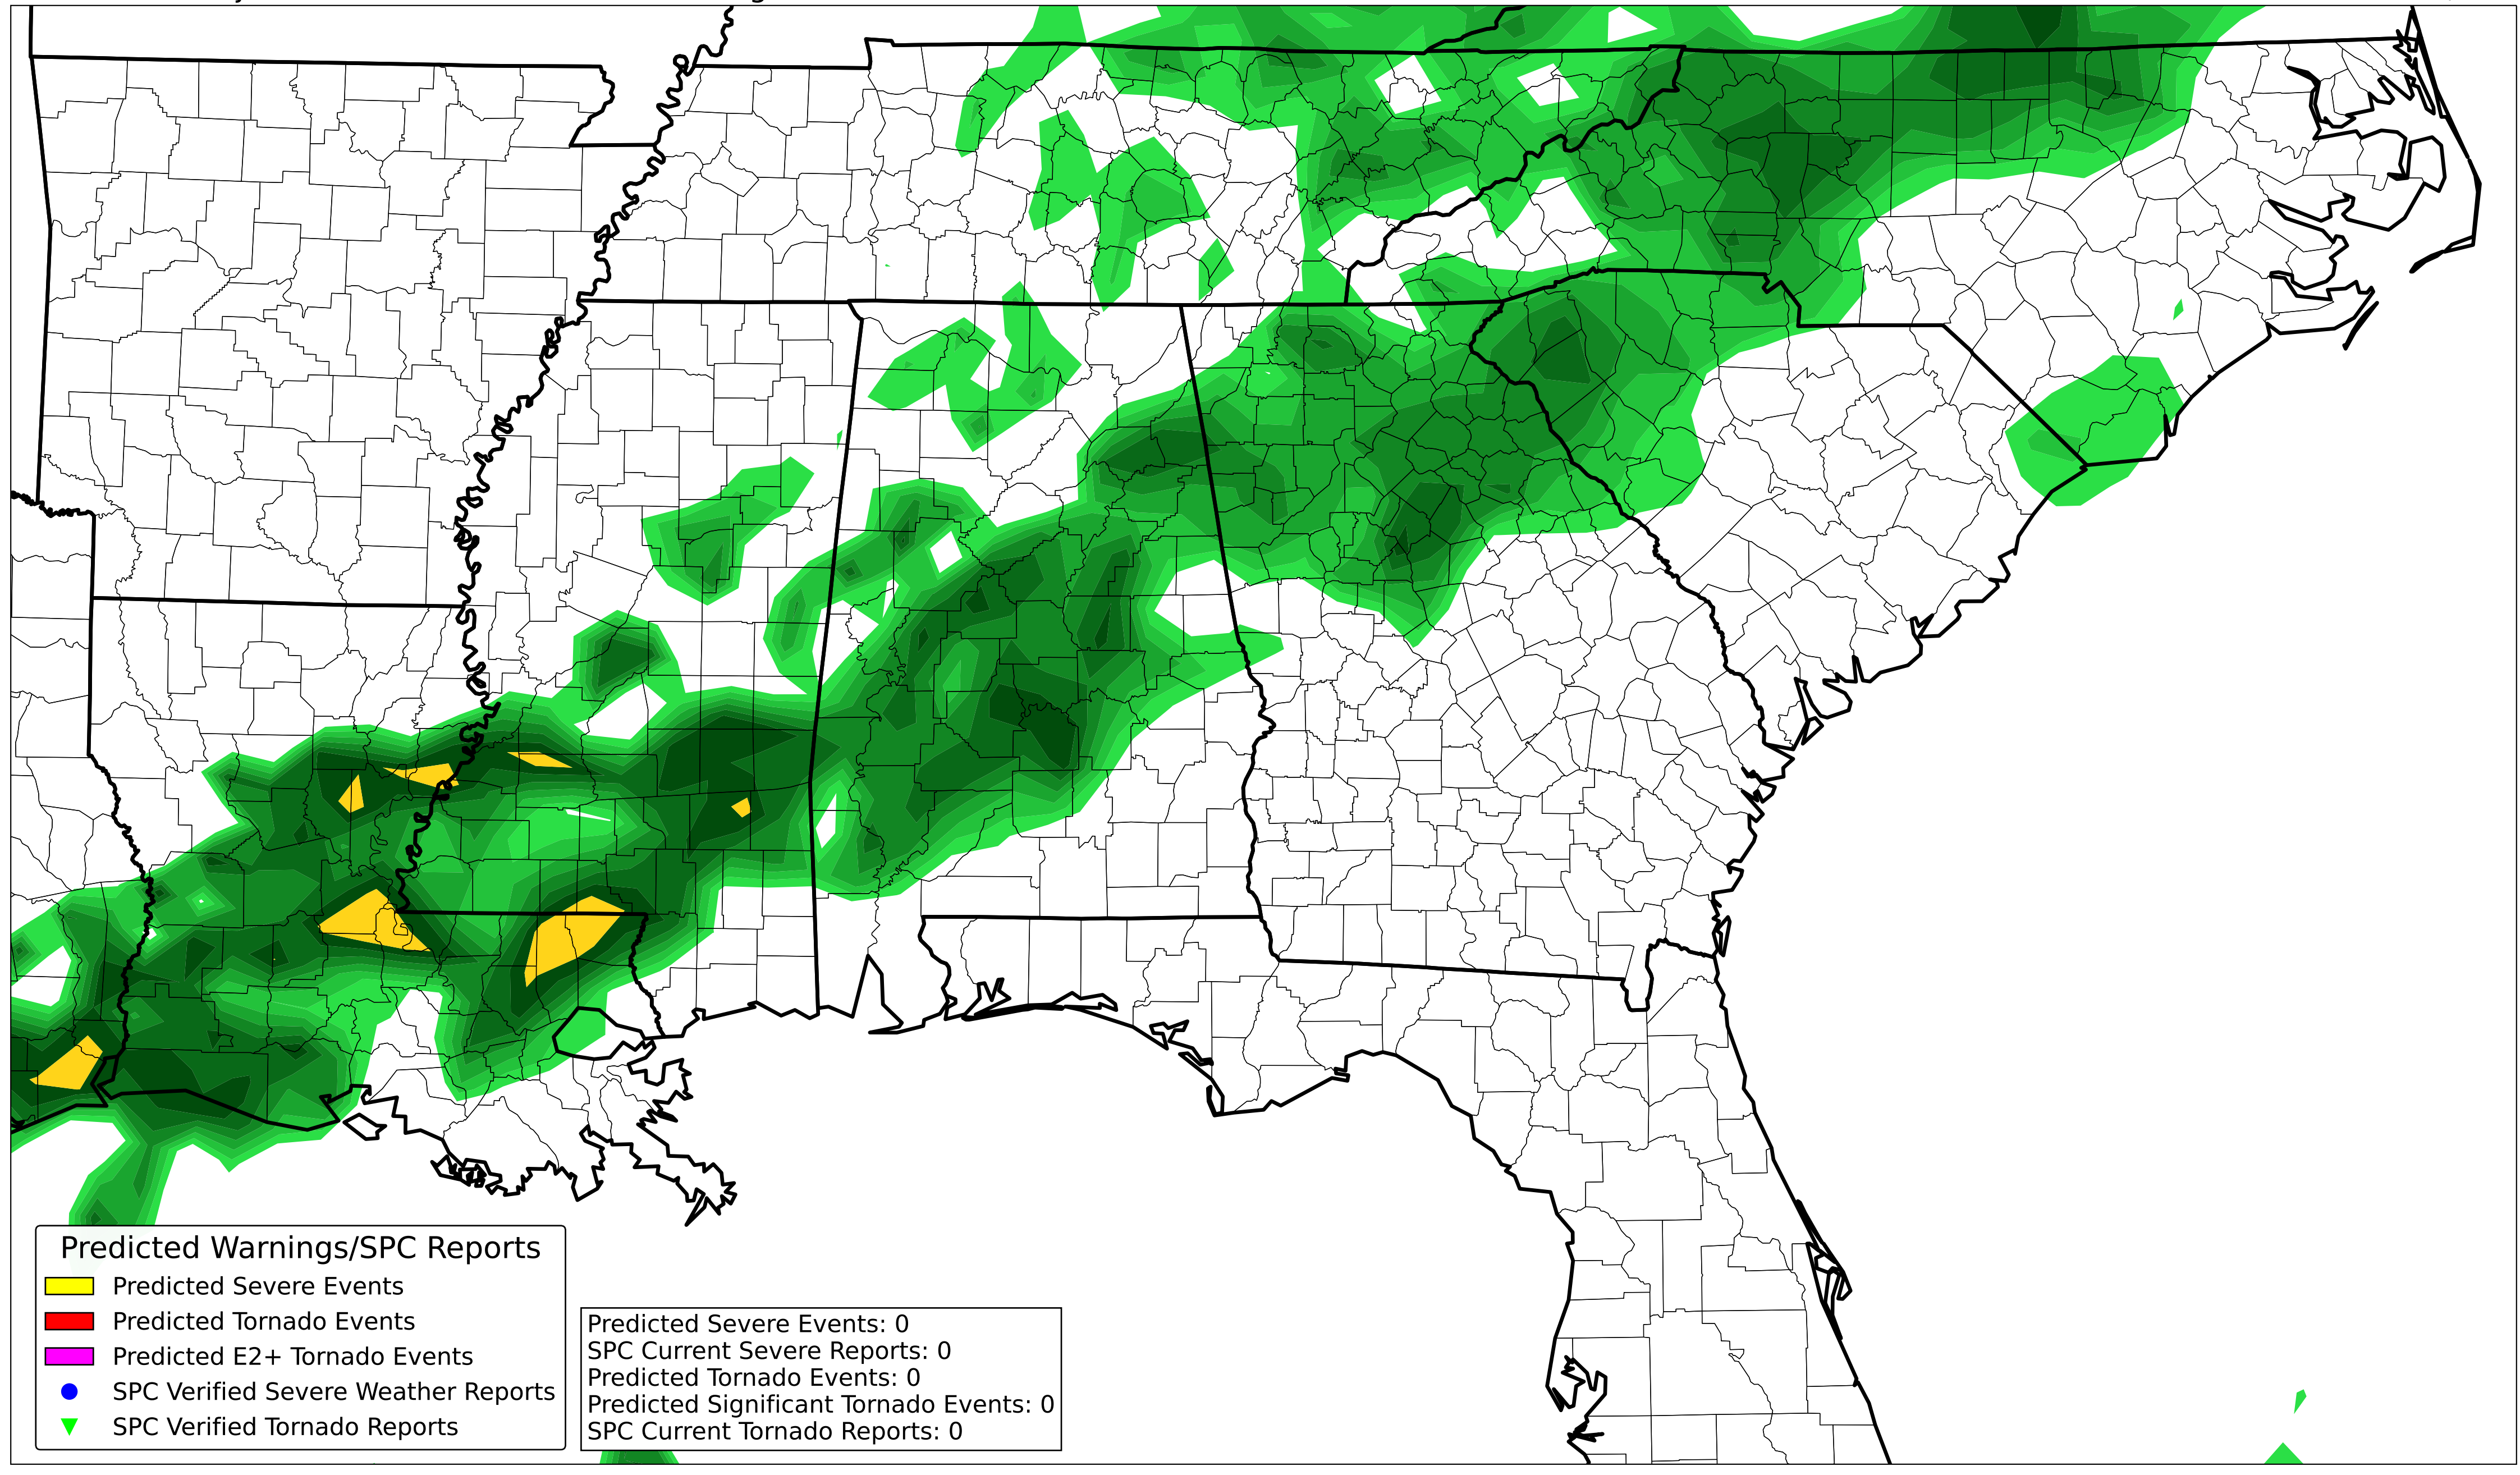 Predicted Warnings/SPC Reports
Predicted Severe Events
Predicted Tornado Events
Predicted E2+ Tornado Events
SPC Verified Severe Weather Reports
SPC Verified Tornado Reports
Predicted Severe Events: 0
SPC Current Severe Reports: 0
Predicted Tornado Events: 0
Predicted Significant Tornado Events: 0
SPC Current Tornado Reports: 0